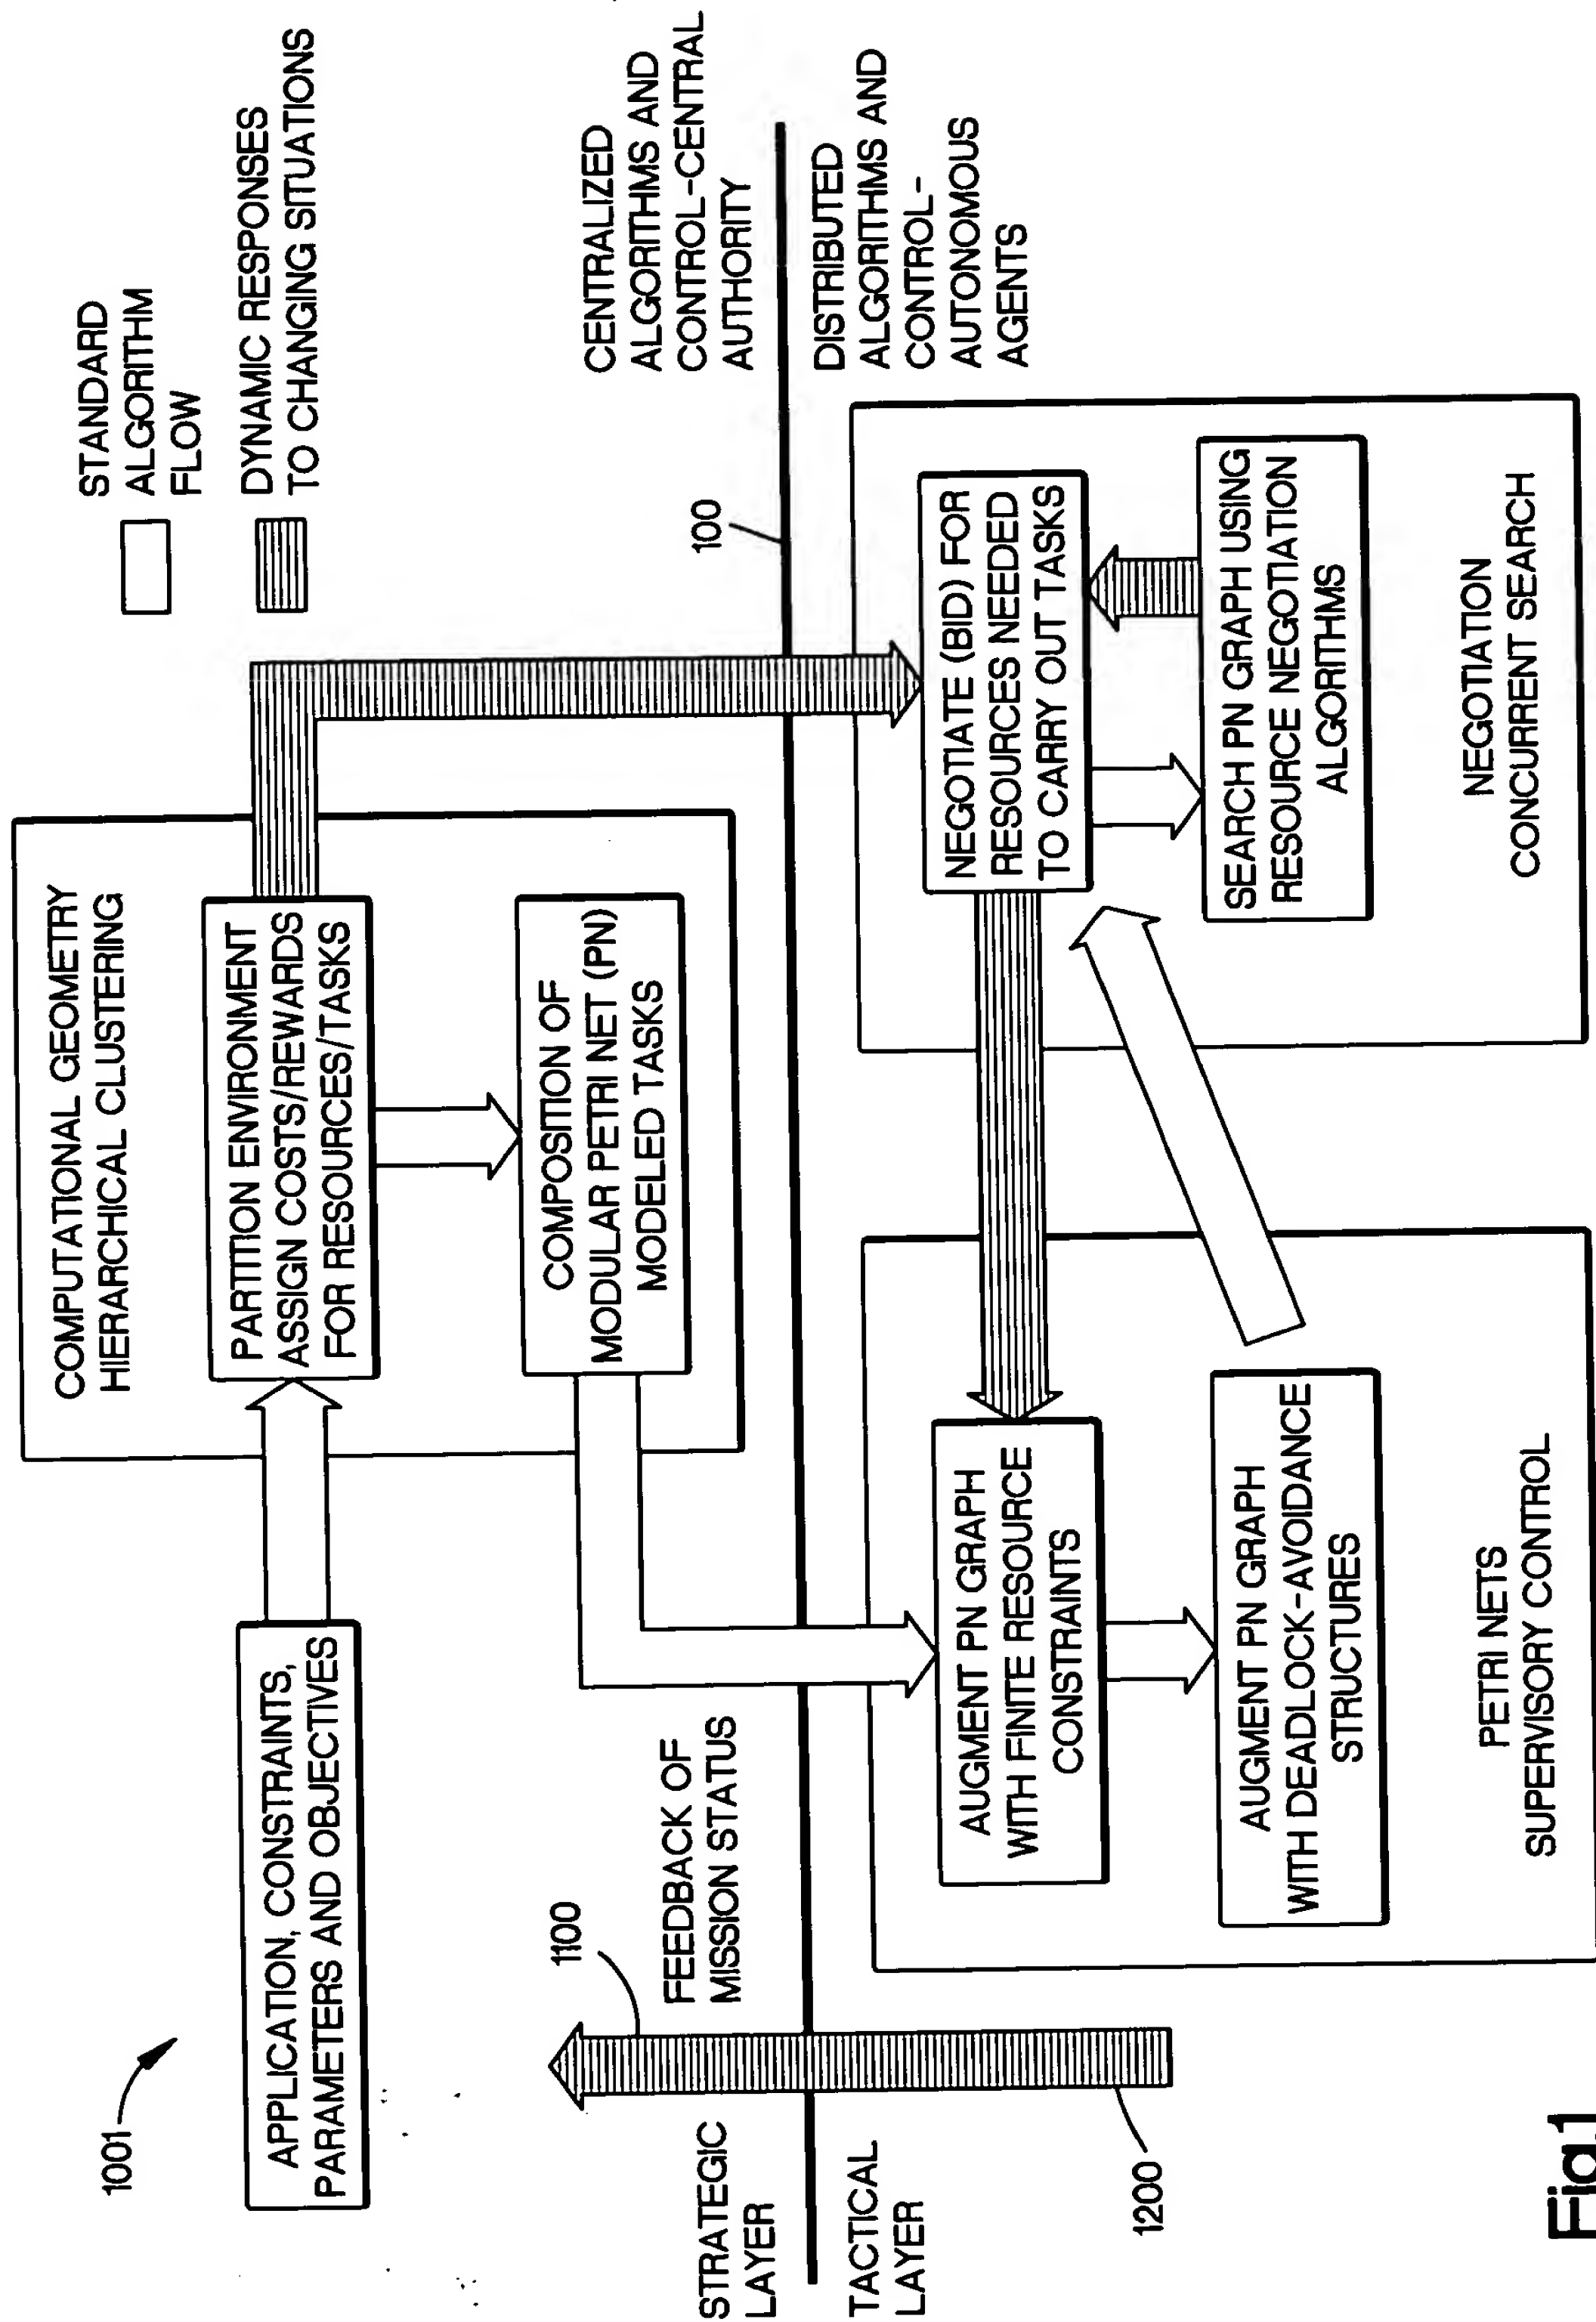 1001
STANDARD
ALGORITHM
FLOW
DYNAMIC RESPONSES
TO CHANGING SITUATIONS
APPLICATION, CONSTRAINTS,
PARAMETERS AND OBJECTIVES
COMPUTATIONAL GEOMETRY
HIERARCHICAL CLUSTERING
PARTITION ENVIRONMENT
ASSIGN COSTS/REWARDS
FOR RESOURCES/TASKS
COMPOSITION OF
MODULAR PETRI NET (PN)
MODELED TASKS
1100
FEEDBACK OF
MISSION STATUS
STRATEGIC
LAYER
100
CENTRALIZED
ALGORITHMS AND
CONTROL-CENTRAL
AUTHORITY
TACTICAL
LAYER
1200
DISTRIBUTED
ALGORITHMS AND
CONTROL-
AUTONOMOUS
AGENTS
AUGMENT PN GRAPH
WITH FINITE RESOURCE
CONSTRAINTS
AUGMENT PN GRAPH
WITH DEADLOCK-AVOIDANCE
STRUCTURES
PETRI NETS
SUPERVISORY CONTROL
NEGOTIATE (BID) FOR
RESOURCES NEEDED
TO CARRY OUT TASKS
SEARCH PN GRAPH USING
RESOURCE NEGOTIATION
ALGORITHMS
NEGOTIATION
CONCURRENT SEARCH
Fig.1